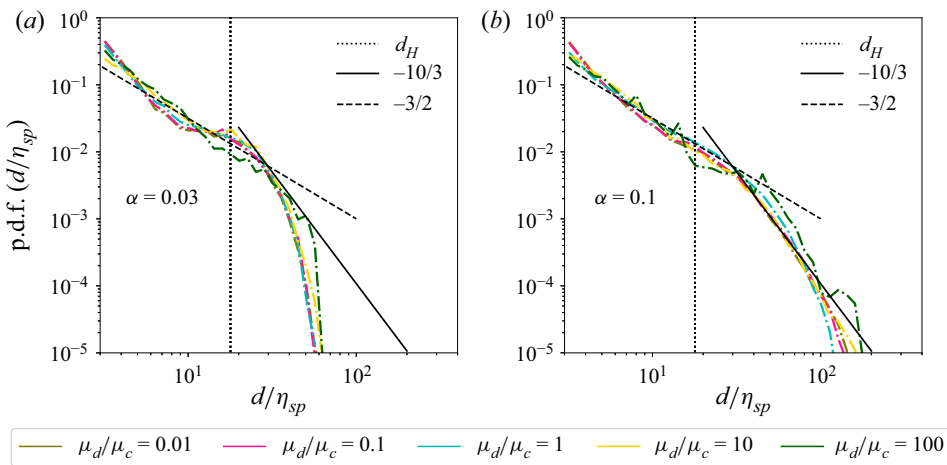 (a)
(b)
p.d.f. (d/η_sp)
10^0
10^−1
10^−2
10^−3
10^−4
10^−5
d_H
−10/3
−3/2
α = 0.03
10^1
10^2
d/η_sp
10^0
10^−1
10^−2
10^−3
10^−4
10^−5
d_H
−10/3
−3/2
α = 0.1
10^1
10^2
d/η_sp
μ_d/μ_c = 0.01 μ_d/μ_c = 0.1 μ_d/μ_c = 1 μ_d/μ_c = 10 μ_d/μ_c = 100